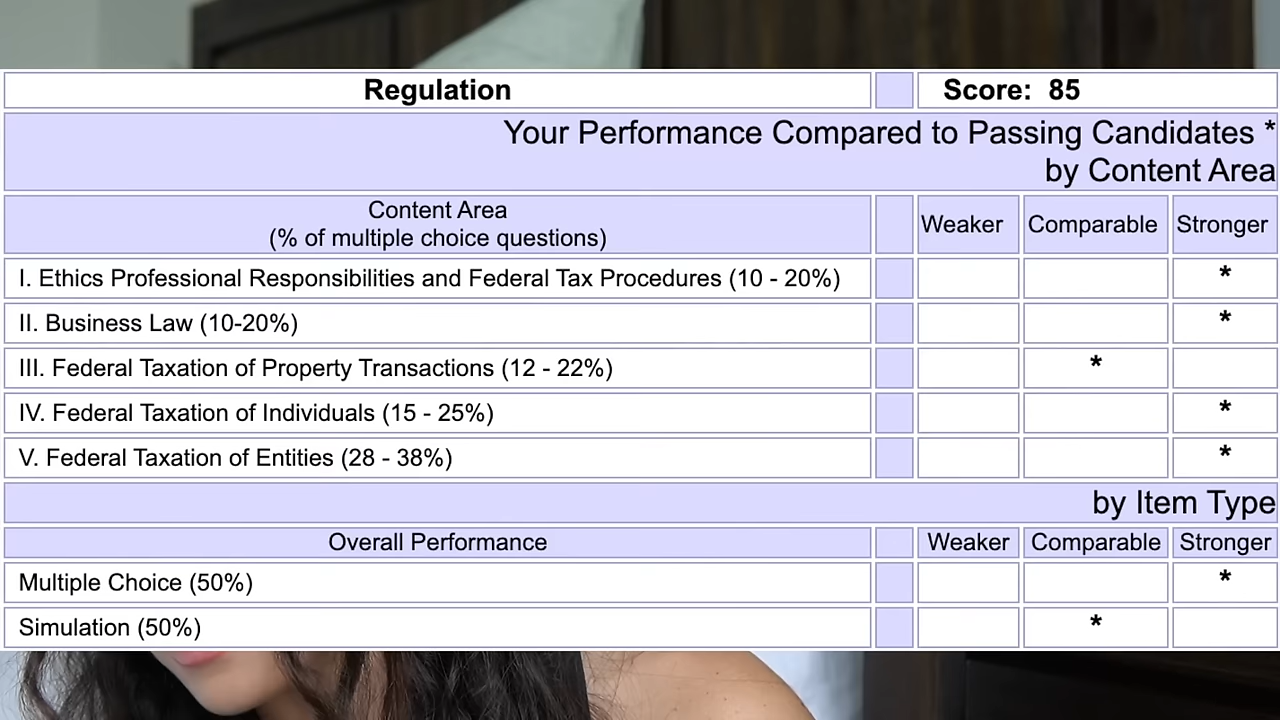 Regulation Score: 85
Your Performance Compared to Passing Candidates *
by Content Area
Content Area
(% of multiple choice questions) Weaker Comparable Stronger
I. Ethics Professional Responsibilities and Federal Tax Procedures (10 - 20%) *
II. Business Law (10-20%) *
III. Federal Taxation of Property Transactions (12 - 22%) *
IV. Federal Taxation of Individuals (15 - 25%) *
V. Federal Taxation of Entities (28 - 38%) *
by Item Type
Overall Performance Weaker Comparable Stronger
Multiple Choice (50%) *
Simulation (50%) *